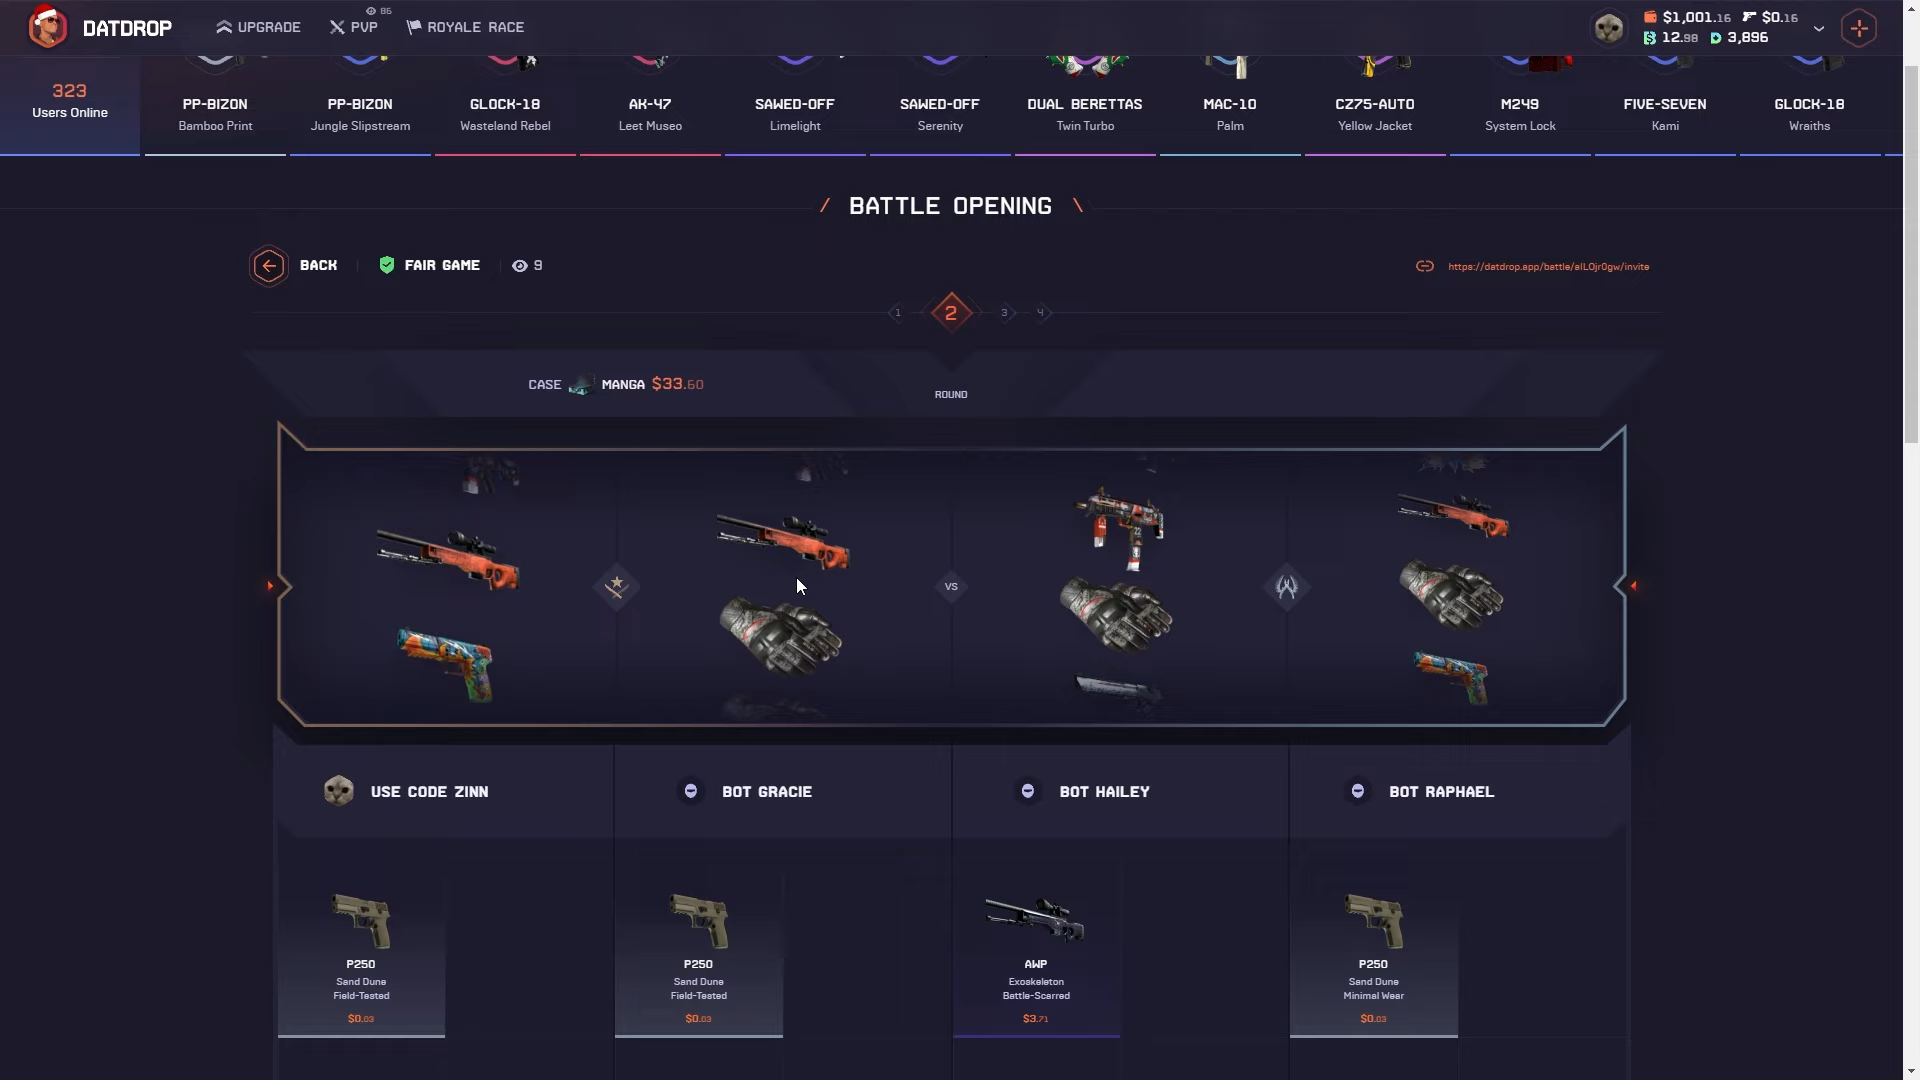 DATDROP
UPGRADE
PVP
86
ROYALE RACE
$1,001.16
$0.16
12.98
3,896
323
Users Online
PP-BIZON
Bamboo Print
PP-BIZON
Jungle Slipstream
GLOCK-18
Wasteland Rebel
AK-47
Leet Museo
SAWED-OFF
Limelight
SAWED-OFF
Serenity
DUAL BERETTAS
Twin Turbo
MAC-10
Palm
CZ75-AUTO
Yellow Jacket
M249
System Lock
FIVE-SEVEN
Kami
GLOCK-18
Wraiths
/ BATTLE OPENING \
BACK
FAIR GAME
9
https://datdrop.app/battle/alLOjr0gw/invite
1
2
3
4
CASE MANGA $33.60
ROUND
VS
USE CODE ZINN
BOT GRACIE
BOT HAILEY
BOT RAPHAEL
P250
Sand Dune
Field-Tested
$0.03
P250
Sand Dune
Field-Tested
$0.03
AWP
Exoskeleton
Battle-Scarred
$3.71
P250
Sand Dune
Minimal Wear
$0.03